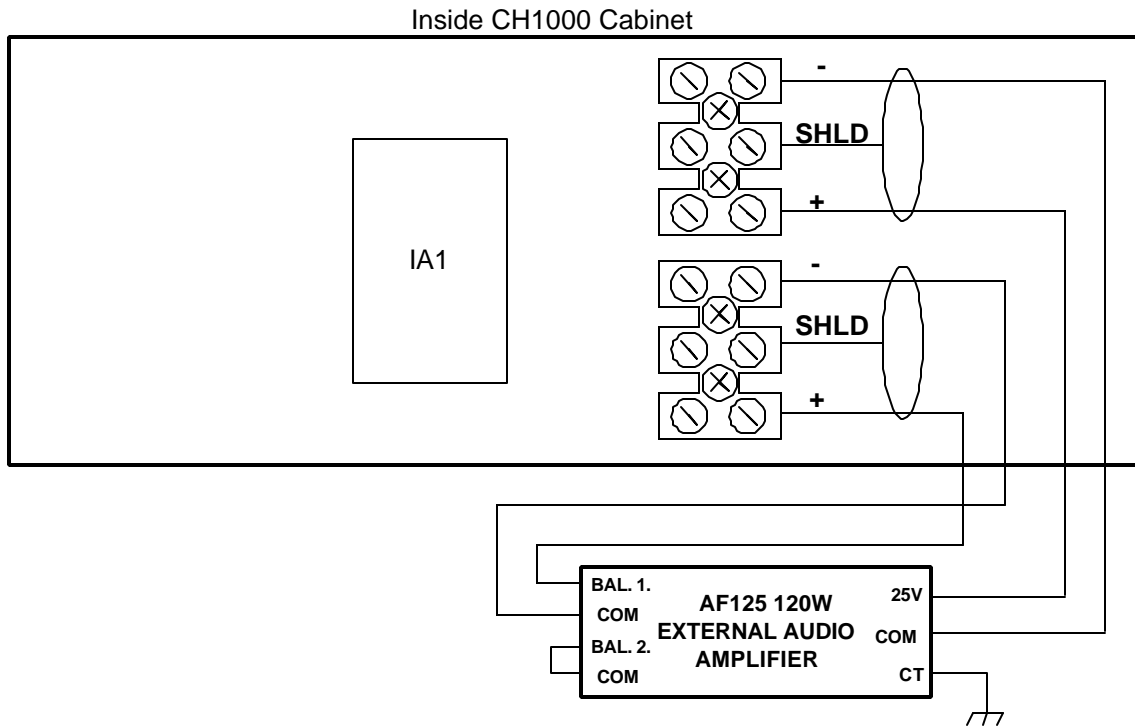 Inside CH1000 Cabinet
-
SHLD
+
IA1
-
SHLD
+
BAL. 1.
COM
BAL. 2.
COM
AF125 120W
EXTERNAL AUDIO
AMPLIFIER
25V
COM
CT